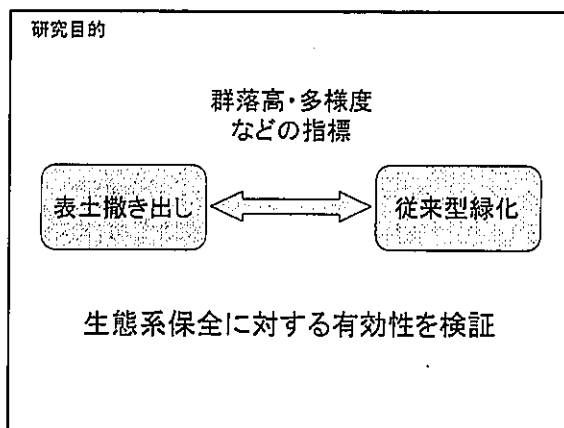 研究目的
群落高・多様度
などの指標
表土撒き出し
従来型緑化
生態系保全に対する有効性を検証